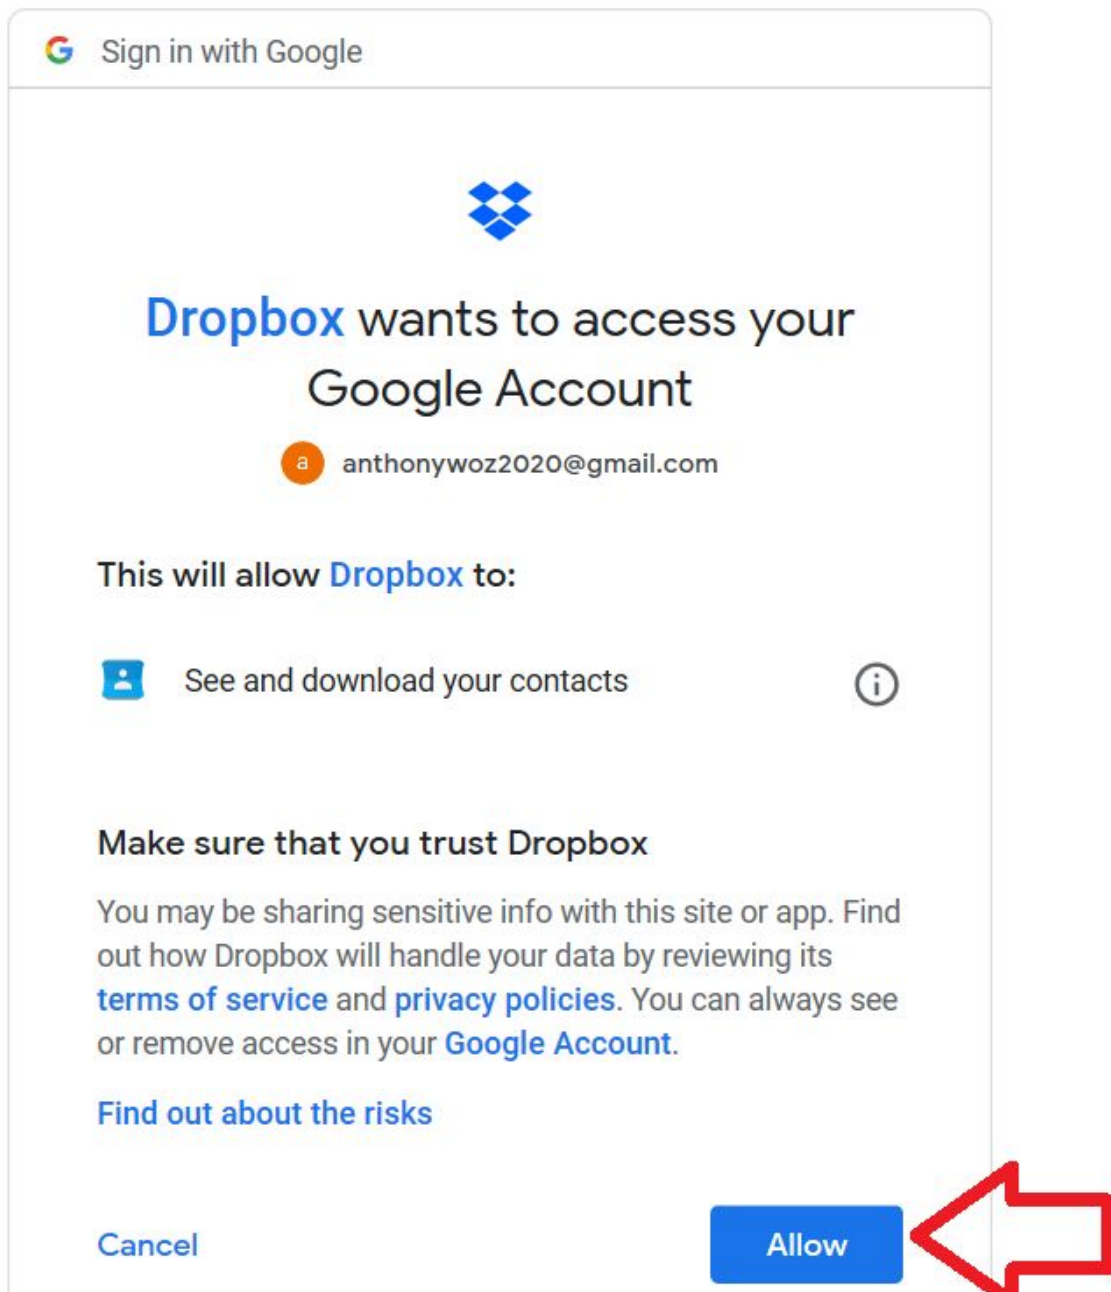 Sign in with Google
Dropbox wants to access your
Google Account
a anthonywoz2020@gmail.com
This will allow Dropbox to:
See and download your contacts
Make sure that you trust Dropbox
You may be sharing sensitive info with this site or app. Find
out how Dropbox will handle your data by reviewing its
terms of service and privacy policies. You can always see
or remove access in your Google Account.
Find out about the risks
Cancel Allow